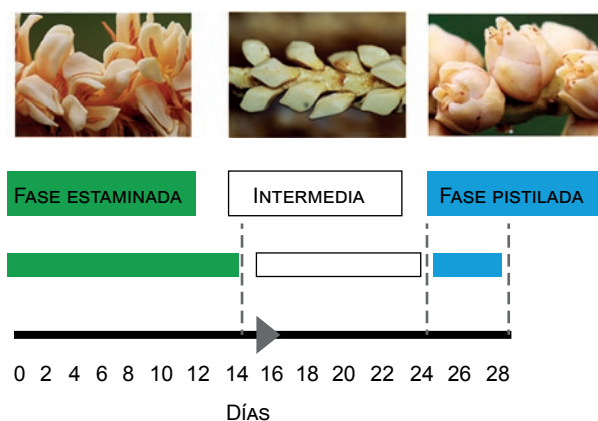 FASE ESTAMINADA INTERMEDIA FASE PISTILADA
0 2 4 6 8 10 12 14 16 18 20 22 24 26 28
DÍAS